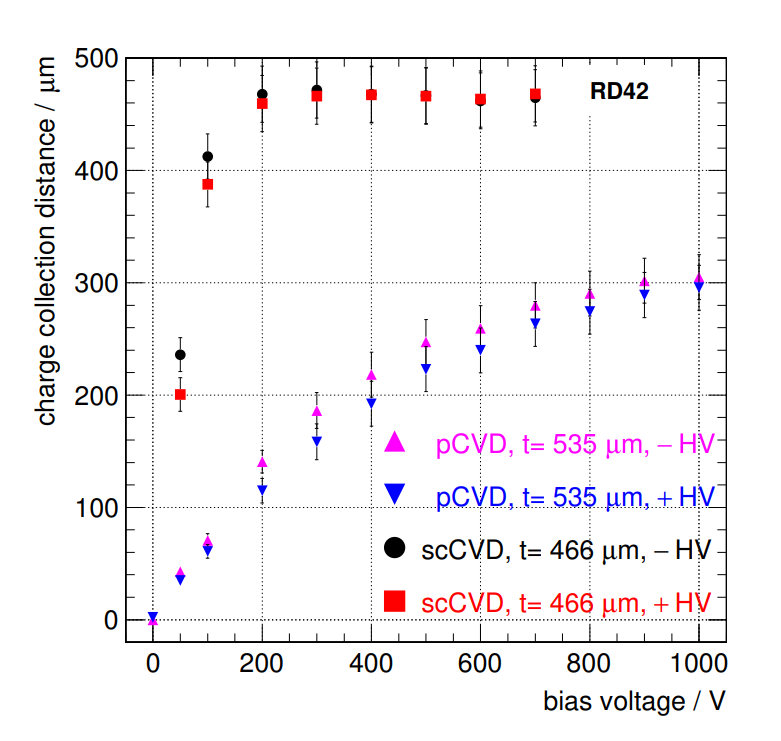 charge collection distance / μm
500
400
300
200
100
0
RD42
pCVD, t= 535 μm, − HV
pCVD, t= 535 μm, + HV
scCVD, t= 466 μm, − HV
scCVD, t= 466 μm, + HV
0 200 400 600 800 1000
bias voltage / V